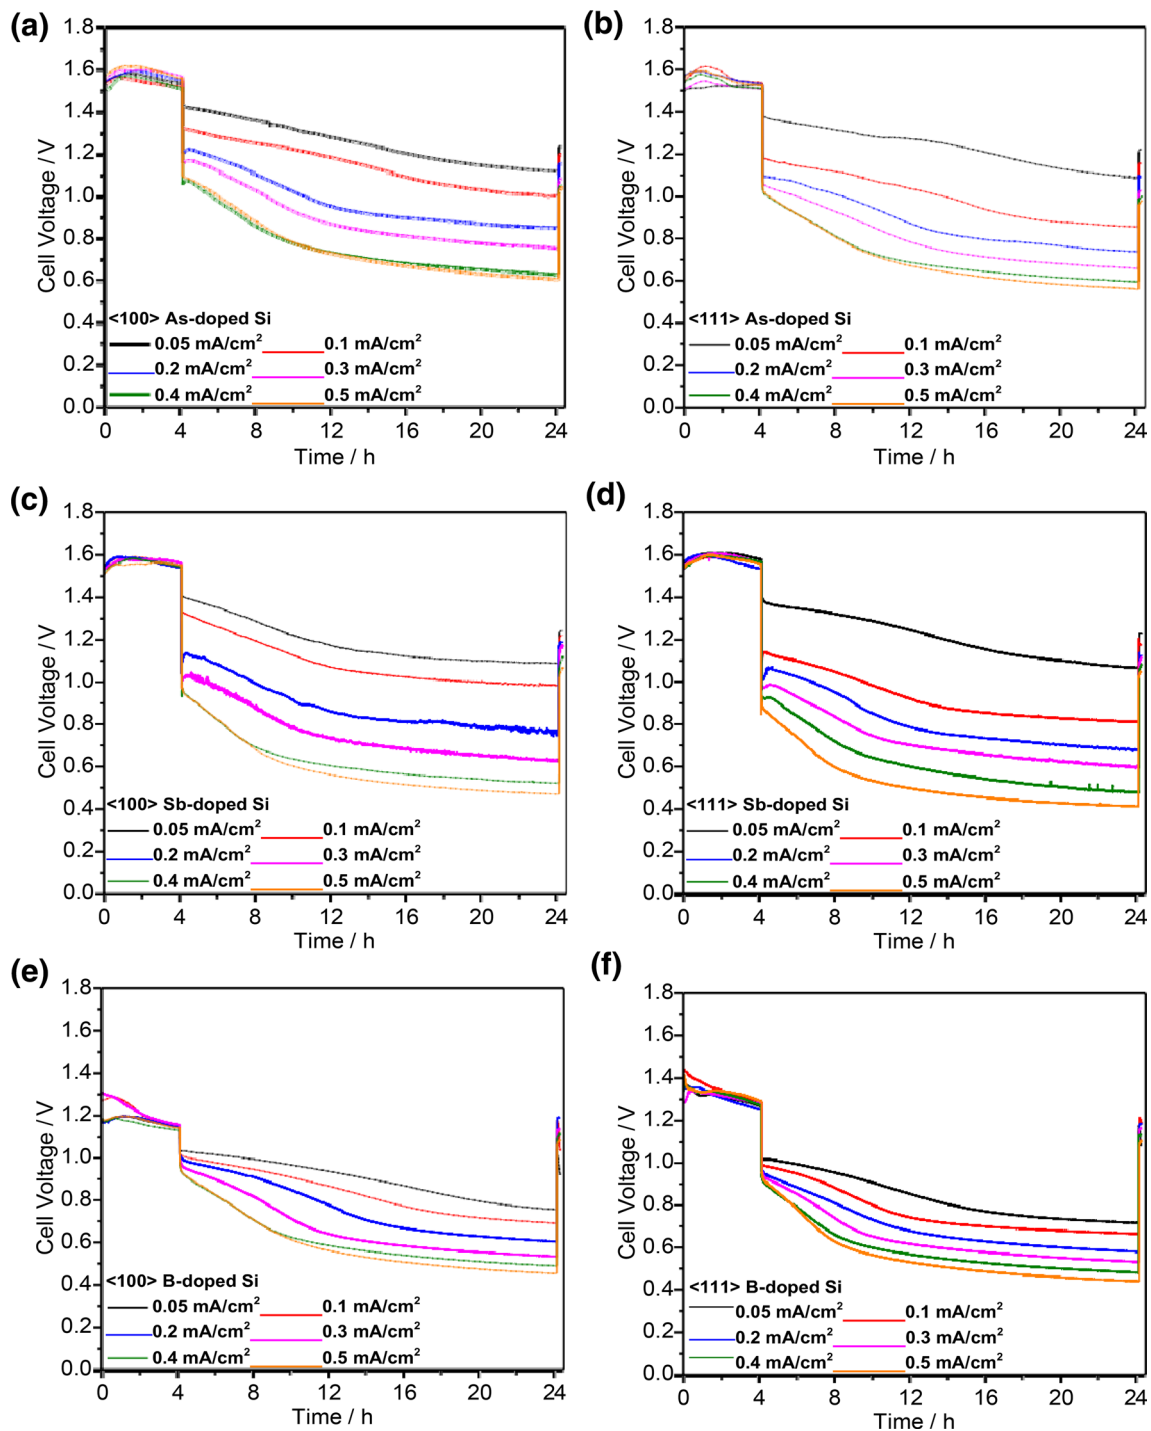 (a)
1.8
1.6
1.4
1.2
1.0
0.8
0.6
0.4
0.2
0.0
Cell Voltage / V
<100> As-doped Si
0.05 mA/cm² 0.1 mA/cm²
0.2 mA/cm² 0.3 mA/cm²
0.4 mA/cm² 0.5 mA/cm²
0 4 8 12 16 20 24
Time / h
(b)
1.8
1.6
1.4
1.2
1.0
0.8
0.6
0.4
0.2
0.0
Cell Voltage / V
<111> As-doped Si
0.05 mA/cm² 0.1 mA/cm²
0.2 mA/cm² 0.3 mA/cm²
0.4 mA/cm² 0.5 mA/cm²
0 4 8 12 16 20 24
Time / h
(c)
1.8
1.6
1.4
1.2
1.0
0.8
0.6
0.4
0.2
0.0
Cell Voltage / V
<100> Sb-doped Si
0.05 mA/cm² 0.1 mA/cm²
0.2 mA/cm² 0.3 mA/cm²
0.4 mA/cm² 0.5 mA/cm²
0 4 8 12 16 20 24
Time / h
(d)
1.8
1.6
1.4
1.2
1.0
0.8
0.6
0.4
0.2
0.0
Cell Voltage / V
<111> Sb-doped Si
0.05 mA/cm² 0.1 mA/cm²
0.2 mA/cm² 0.3 mA/cm²
0.4 mA/cm² 0.5 mA/cm²
0 4 8 12 16 20 24
Time / h
(e)
1.8
1.6
1.4
1.2
1.0
0.8
0.6
0.4
0.2
0.0
Cell Voltage / V
<100> B-doped Si
0.05 mA/cm² 0.1 mA/cm²
0.2 mA/cm² 0.3 mA/cm²
0.4 mA/cm² 0.5 mA/cm²
0 4 8 12 16 20 24
Time / h
(f)
1.8
1.6
1.4
1.2
1.0
0.8
0.6
0.4
0.2
0.0
Cell Voltage / V
<111> B-doped Si
0.05 mA/cm² 0.1 mA/cm²
0.2 mA/cm² 0.3 mA/cm²
0.4 mA/cm² 0.5 mA/cm²
0 4 8 12 16 20 24
Time / h